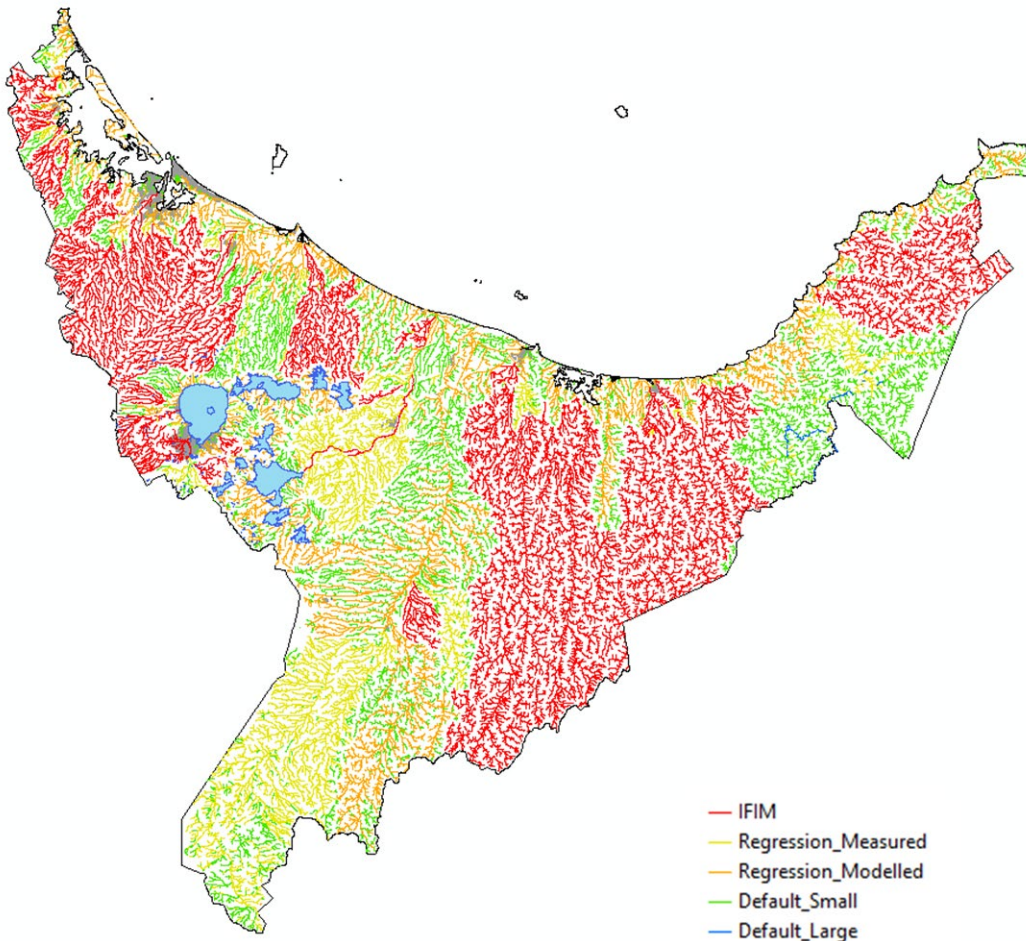 IFIM
Regression_Measured
Regression_Modelled
Default_Small
Default_Large